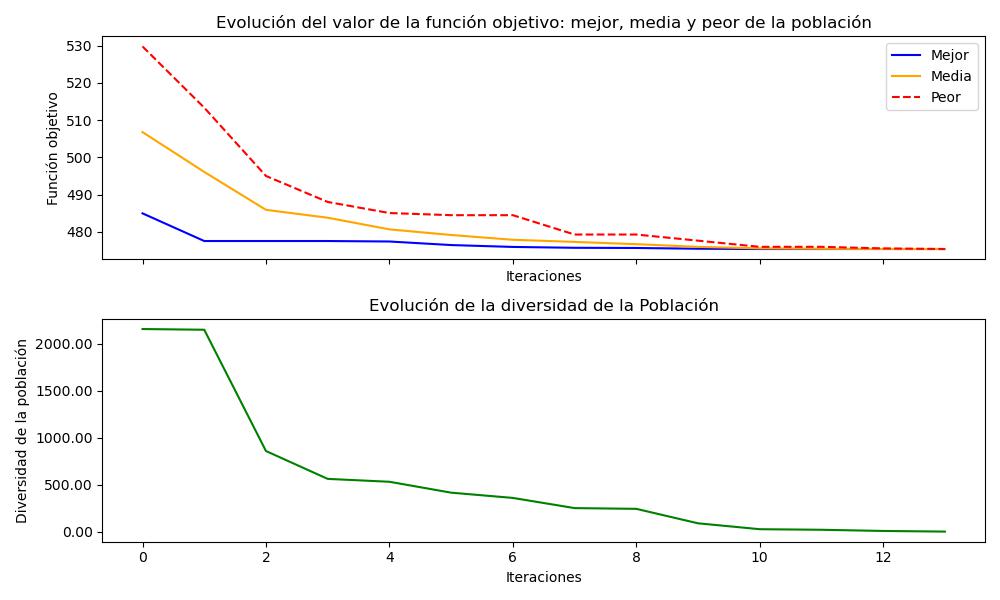 Evolución del valor de la función objetivo: mejor, media y peor de la población
530
520
510
500
490
480
Función objetivo
Mejor
Media
Peor
Iteraciones
Evolución de la diversidad de la Población
2000.00
1500.00
1000.00
500.00
0.00
Diversidad de la población
0 2 4 6 8 10 12
Iteraciones